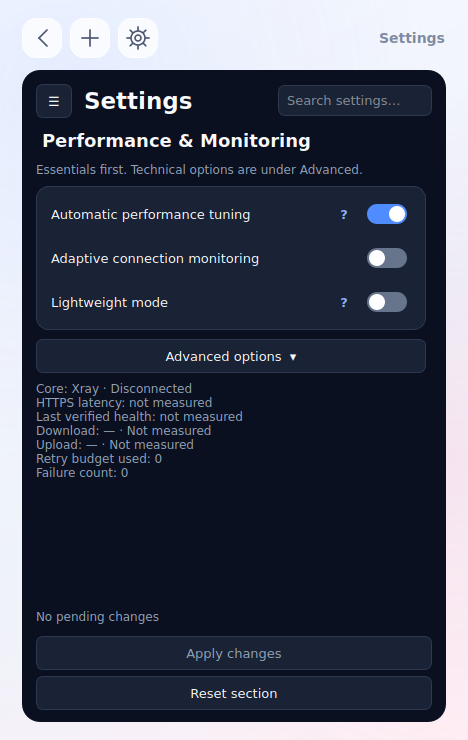 Settings
☰ Settings Search settings...
Performance & Monitoring
Essentials first. Technical options are under Advanced.
Automatic performance tuning ?
Adaptive connection monitoring
Lightweight mode ?
Advanced options ▾
Core: Xray · Disconnected
HTTPS latency: not measured
Last verified health: not measured
Download: — · Not measured
Upload: — · Not measured
Retry budget used: 0
Failure count: 0
No pending changes
Apply changes
Reset section